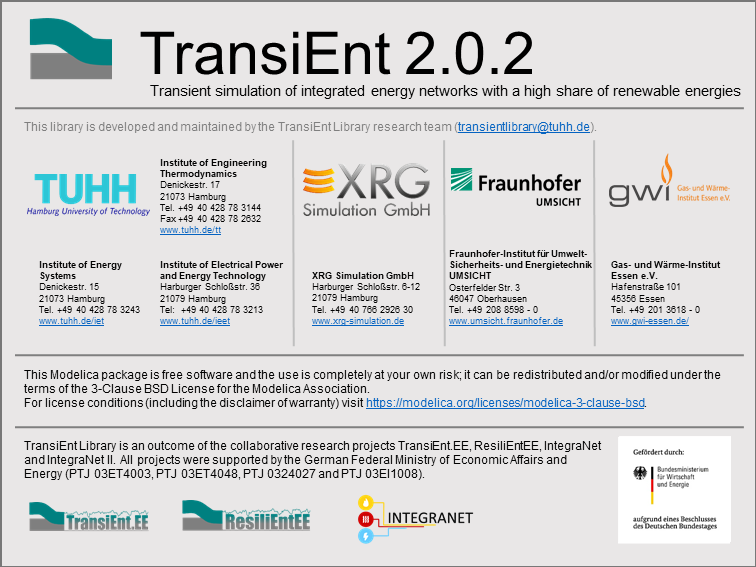 TransiEnt 2.0.2
Transient simulation of integrated energy networks with a high share of renewable energies
This library is developed and maintained by the TransiEnt Library research team (transientlibrary@tuhh.de).
TUHH
Hamburg University of Technology
Institute of Engineering
Thermodynamics
Denickestr. 17
21073 Hamburg
Tel. +49 40 428 78 3144
Fax +49 40 428 78 2632
www.tuhh.de/tt
Institute of Energy
Systems
Denickestr. 15
21073 Hamburg
Tel. +49 40 428 78 3243
www.tuhh.de/iet
Institute of Electrical Power
and Energy Technology
Harburger Schloßstr. 36
21079 Hamburg
Tel: +49 40 428 78 3213
www.tuhh.de/ieet
XRG
Simulation GmbH
XRG Simulation GmbH
Harburger Schloßstr. 6-12
21079 Hamburg
Tel. +49 40 766 2926 30
www.xrg-simulation.de
Fraunhofer
UMSICHT
Fraunhofer-Institut für Umwelt-
Sicherheits- und Energietechnik
UMSICHT
Osterfelder Str. 3
46047 Oberhausen
Tel. +49 208 8598 - 0
www.umsicht.fraunhofer.de
gwi
Gas- und Wärme-
Institut Essen e.V.
Gas- und Wärme-Institut
Essen e.V.
Hafenstraße 101
45356 Essen
Tel. +49 201 3618 - 0
www.gwi-essen.de/
This Modelica package is free software and the use is completely at your own risk; it can be redistributed and/or modified under the
terms of the 3-Clause BSD License for the Modelica Association.
For license conditions (including the disclaimer of warranty) visit https://modelica.org/licenses/modelica-3-clause-bsd.
TransiEnt Library is an outcome of the collaborative research projects TransiEnt.EE, ResiliEntEE, IntegraNet
and IntegraNet II. All projects were supported by the German Federal Ministry of Economic Affairs and
Energy (PTJ 03ET4003, PTJ 03ET4048, PTJ 0324027 and PTJ 03EI1008).
TransiEnt.EE
ResiliEntEE
INTEGRANET
Gefördert durch:
Bundesministerium
für Wirtschaft
und Energie
aufgrund eines Beschlusses
des Deutschen Bundestages